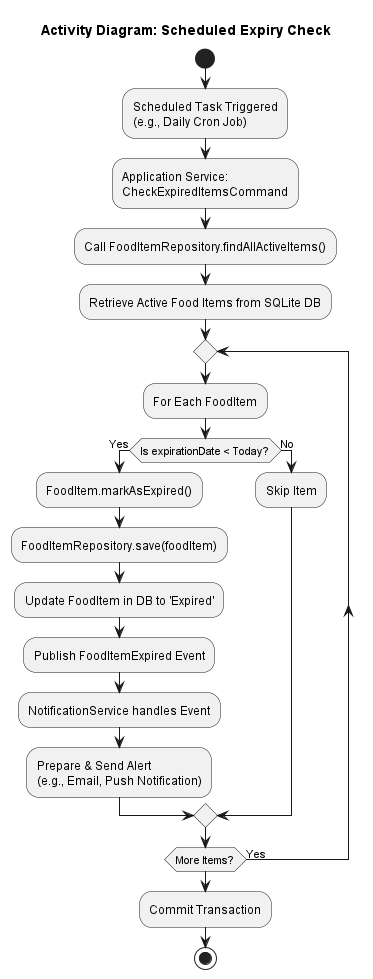 Activity Diagram: Scheduled Expiry Check
Scheduled Task Triggered
(e.g., Daily Cron Job)
Application Service:
CheckExpiredItemsCommand
Call FoodItemRepository.findAllActiveItems()
Retrieve Active Food Items from SQLite DB
For Each FoodItem
Yes
Is expirationDate < Today?
No
FoodItem.markAsExpired()
Skip Item
FoodItemRepository.save(foodItem)
Update FoodItem in DB to 'Expired'
Publish FoodItemExpired Event
NotificationService handles Event
Prepare & Send Alert
(e.g., Email, Push Notification)
More Items?
Yes
Commit Transaction